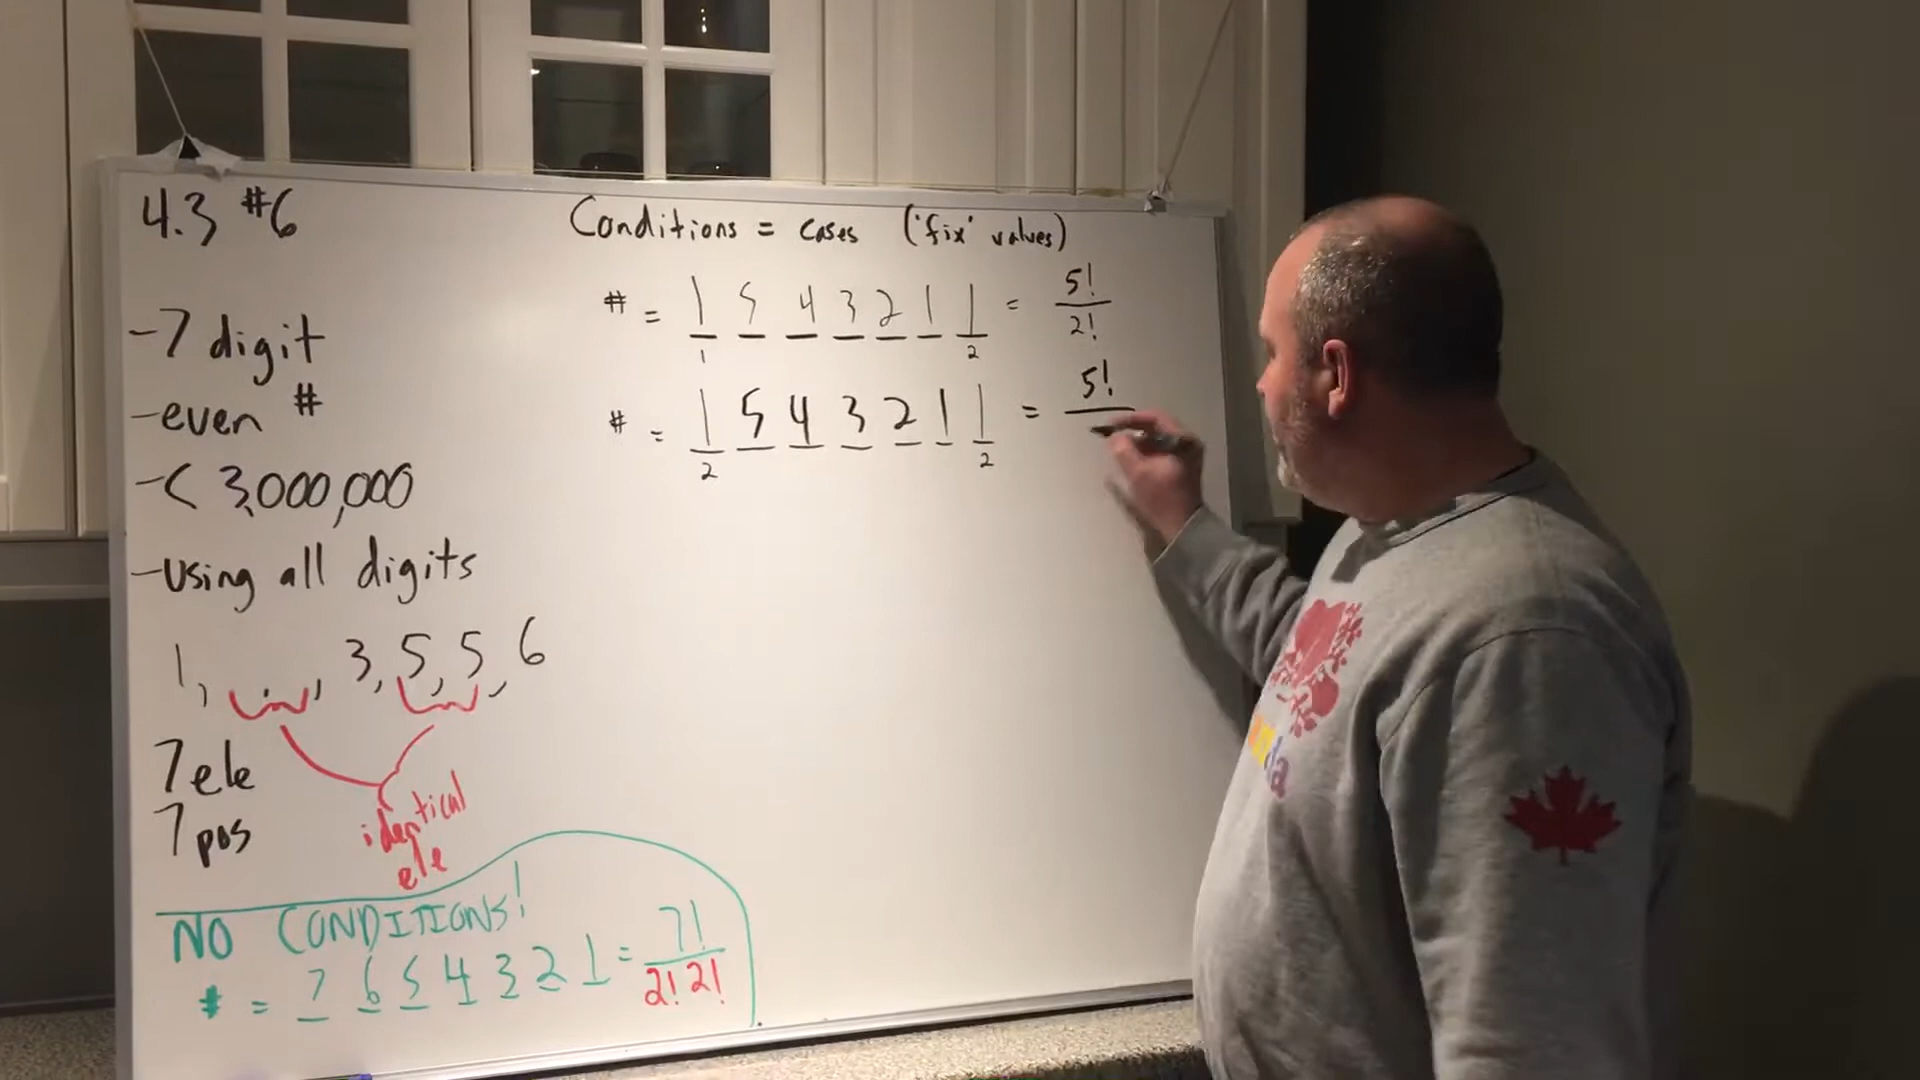 4.3 #6
-7 digit
-even #
-< 3,000,000
-using all digits
1, , 3, 5, 5, 6
7 ele
7 pos
identical
ele
NO CONDITIONS!
# = 7 6 5 4 3 2 1 = 7! / 2! 2!
Conditions = cases ('fix' values)
# = 1 5 4 3 2 1 1 = 5! / 2!
1 2
# = 1 5 4 3 2 1 1 = 5!
2 2